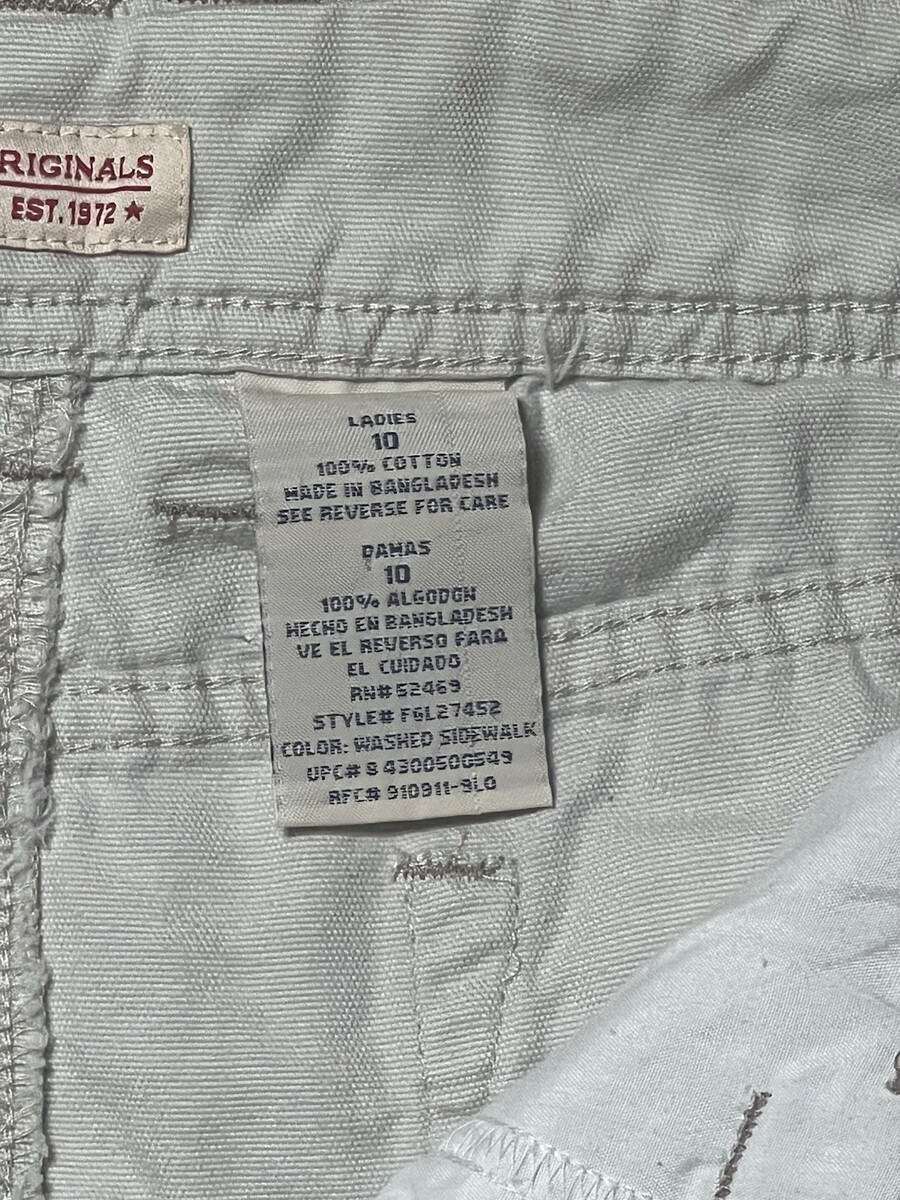 RIGINALS
EST. 1972 ★
LADIES
10
100% COTTON
MADE IN BANGLADESH
SEE REVERSE FOR CARE
DAMAS
10
100% ALGODON
HECHO EN BANGLADESH
VE EL REVERSO PARA
EL CUIDADO
RN# 52469
STYLE# FGL27452
COLOR: WASHED SIDEWALK
UPC# 8 4300500549
RFC# 910911-9L0